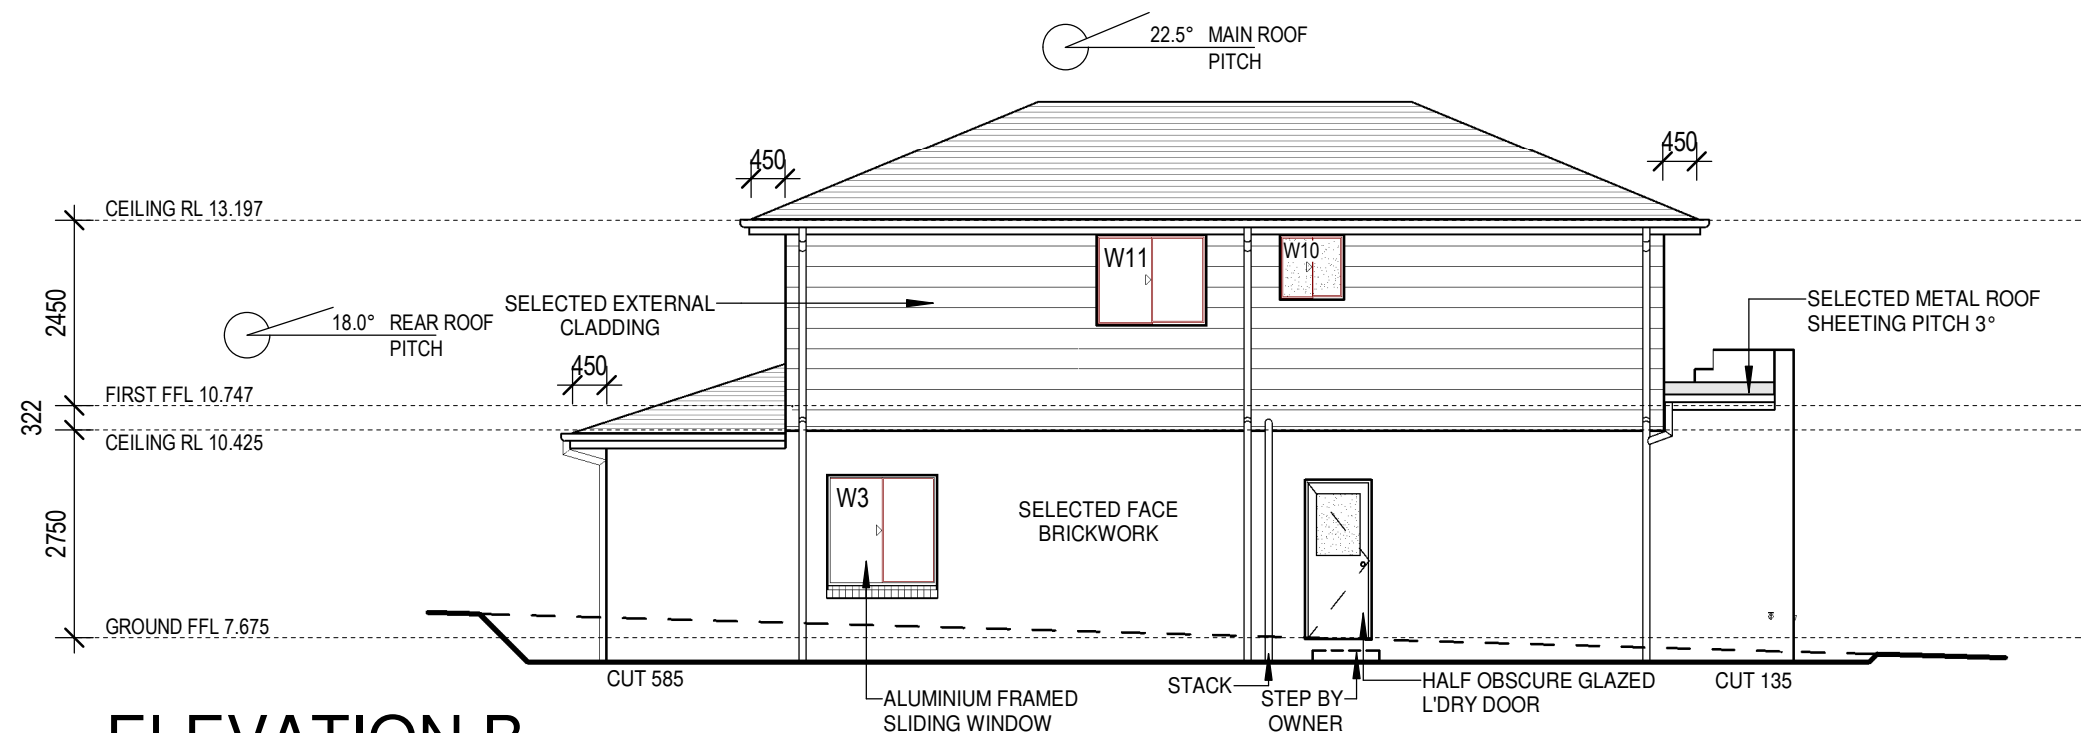 22.5° MAIN ROOF
PITCH
450
450
CEILING RL 13.197
2450
W11
W10
SELECTED EXTERNAL
CLADDING
SELECTED METAL ROOF
SHEETING PITCH 3°
18.0° REAR ROOF
PITCH
450
FIRST FFL 10.747
322
CEILING RL 10.425
2750
W3
SELECTED FACE
BRICKWORK
GROUND FFL 7.675
CUT 585
STACK
STEP BY
OWNER
HALF OBSCURE GLAZED
L'DRY DOOR
CUT 135
ALUMINIUM FRAMED
SLIDING WINDOW
ELEVATION B